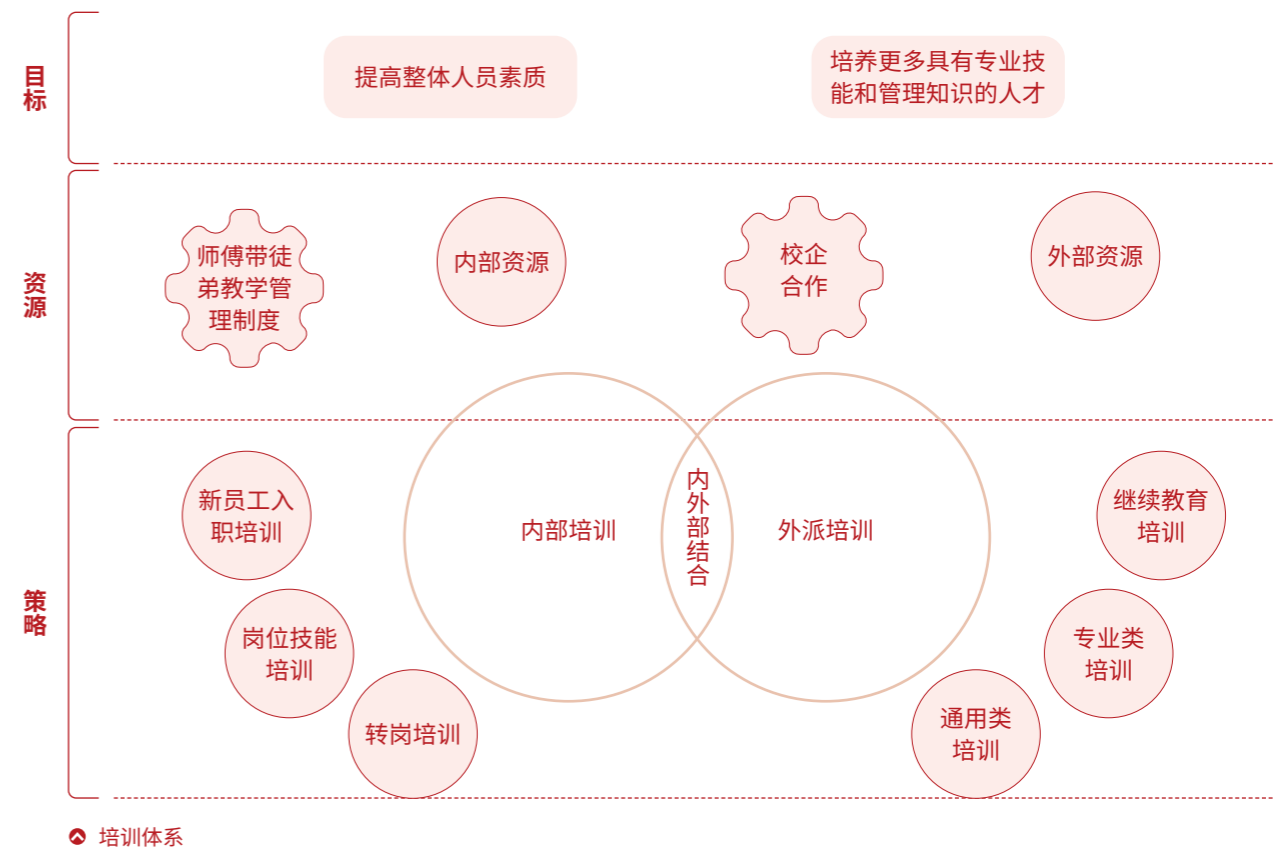 目标
提高整体人员素质
培养更多具有专业技
能和管理知识的人才
资源
师傅带徒
弟教学管
理制度
内部资源
校企
合作
外部资源
策略
新员工入
职培训
岗位技能
培训
转岗培训
内部培训
内外部结合
外派培训
继续教育
培训
专业类
培训
通用类
培训
培训体系